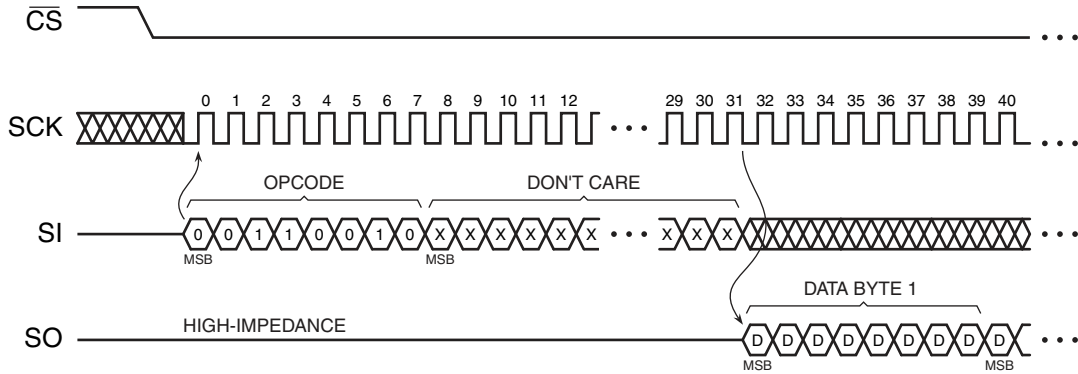 CS
0 1 2 3 4 5 6 7 8 9 10 11 12 29 30 31 32 33 34 35 36 37 38 39 40
SCK
OPCODE DON'T CARE
SI 0 0 1 1 0 0 1 0 X X X X X X X X X
MSB MSB
DATA BYTE 1
HIGH-IMPEDANCE
SO D D D D D D D D D
MSB MSB